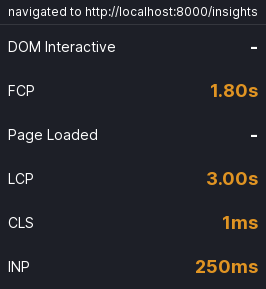 navigated to http://localhost:8000/insights
DOM Interactive -
FCP 1.80s
Page Loaded -
LCP 3.00s
CLS 1ms
INP 250ms